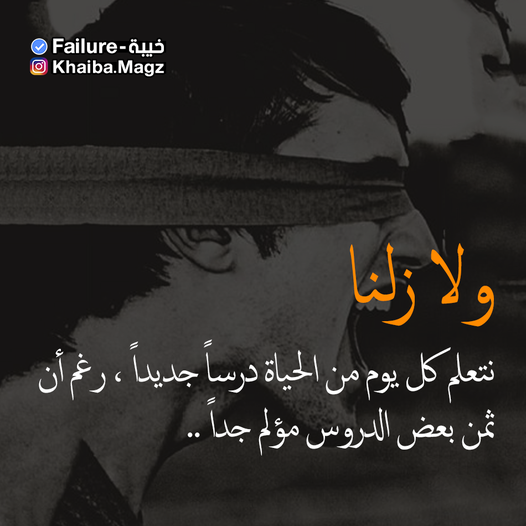 Failure - خيبة
Khaiba.Magz
ولا زلنا
نتعلم كل يوم من الحياة درساً جديداً ، رغم أن
ثمن بعض الدروس مؤلم جداً ..